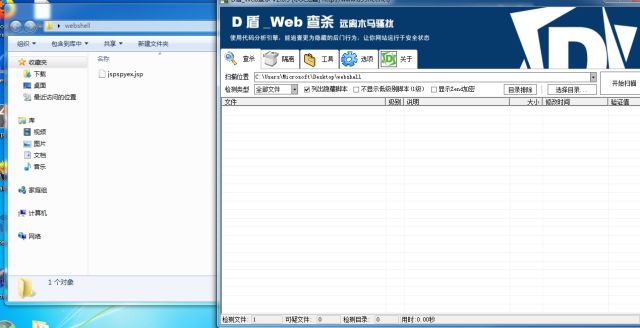 webshell
组织
包含到库中
共享
新建文件夹
收藏夹
下载
桌面
最近访问的位置
库
视频
图片
文档
音乐
家庭组
计算机
网络
名称
jspspyex.jsp
1 个对象
D 盾 _Web 查杀 远离木马骚扰
使用代码分析引擎，能追查更为隐藏的后门行为，让你网站运行于安全状态
查杀 隔离 工具 选项 关于
扫描位置 C:\Users\Microsoft\Desktop\webshell 开始扫描
检测类型 全部文件 列出隐藏脚本 不显示低级别脚本(1级) 显示Zend加密 目录排除 选择目录...
文件 级别 说明 大小 修改时间 验证值
检测文件: 1 可疑文件: 0 检测目录: 0 用时:0.00秒